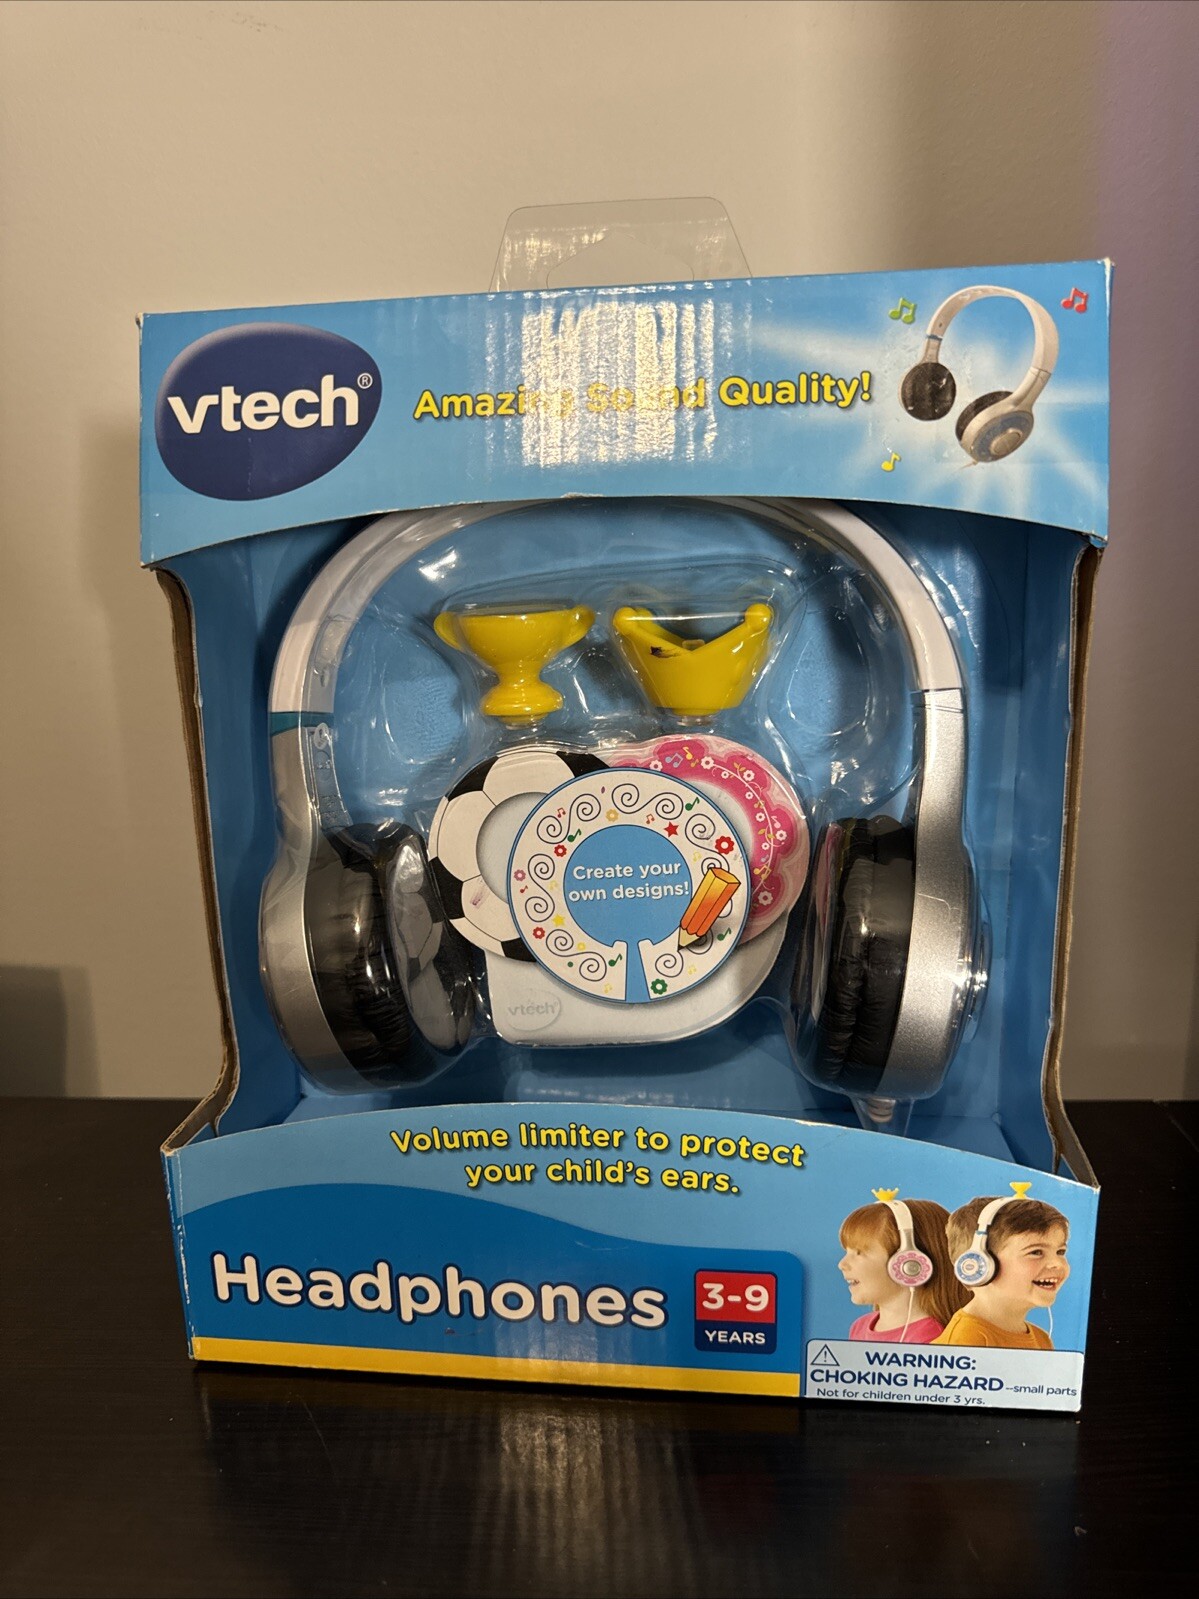 vtech®
Amazing Sound Quality!
Create your
own designs!
vtech
Volume limiter to protect
your child's ears.
Headphones
3-9
YEARS
WARNING:
CHOKING HAZARD--small parts
Not for children under 3 yrs.